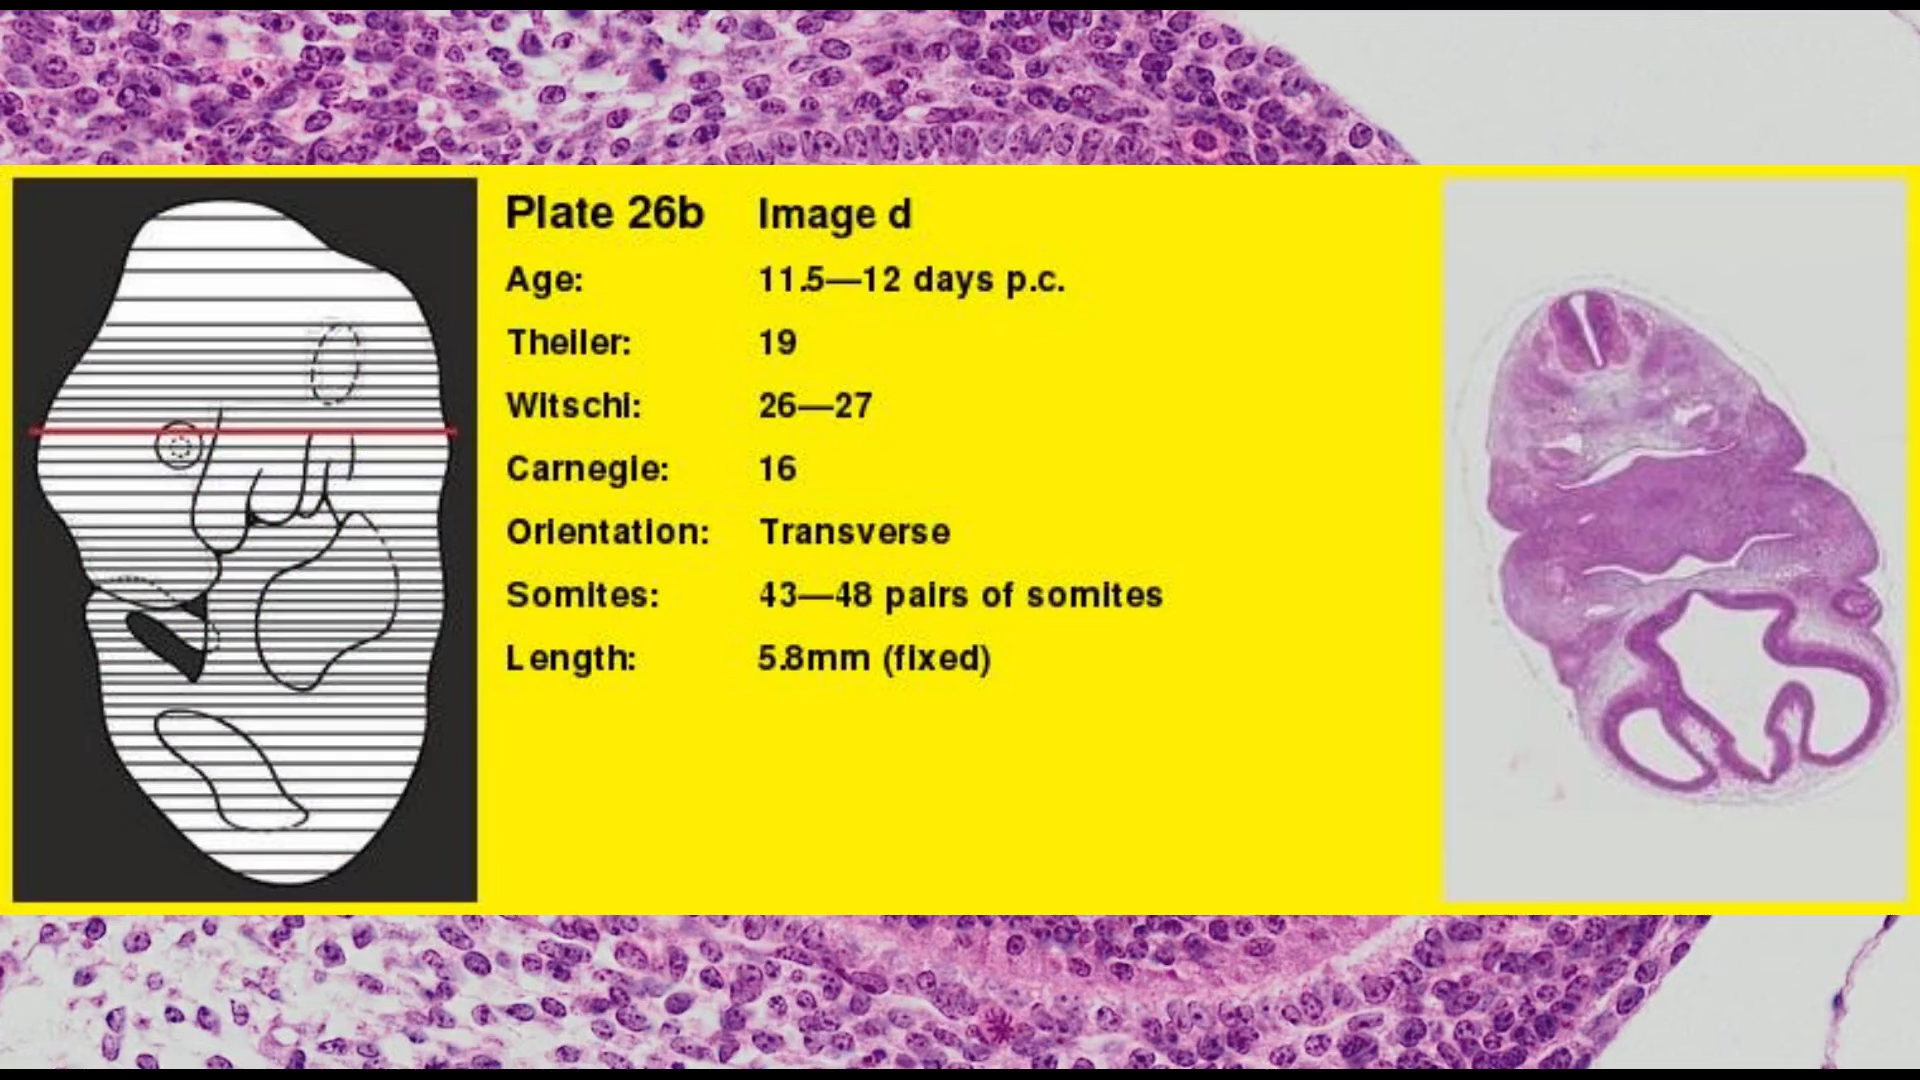 Plate 26b Image d
Age: 11.5—12 days p.c.
Theiler: 19
Witschi: 26—27
Carnegie: 16
Orientation: Transverse
Somites: 43—48 pairs of somites
Length: 5.8mm (fixed)